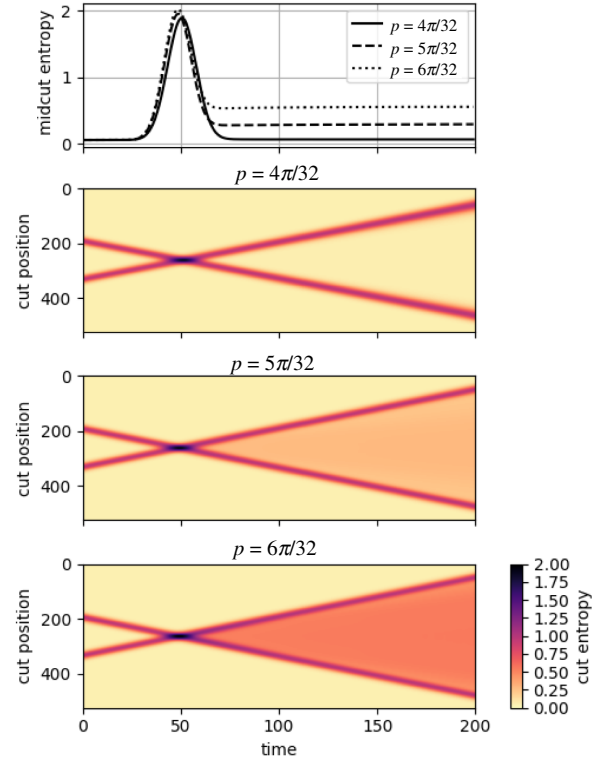 2
1
0
midcut entropy
p = 4π/32
p = 5π/32
p = 6π/32
p = 4π/32
0
200
400
cut position
p = 5π/32
0
200
400
cut position
p = 6π/32
0
200
400
cut position
0 50 100 150 200
time
2.00
1.75
1.50
1.25
1.00
0.75
0.50
0.25
0.00
cut entropy